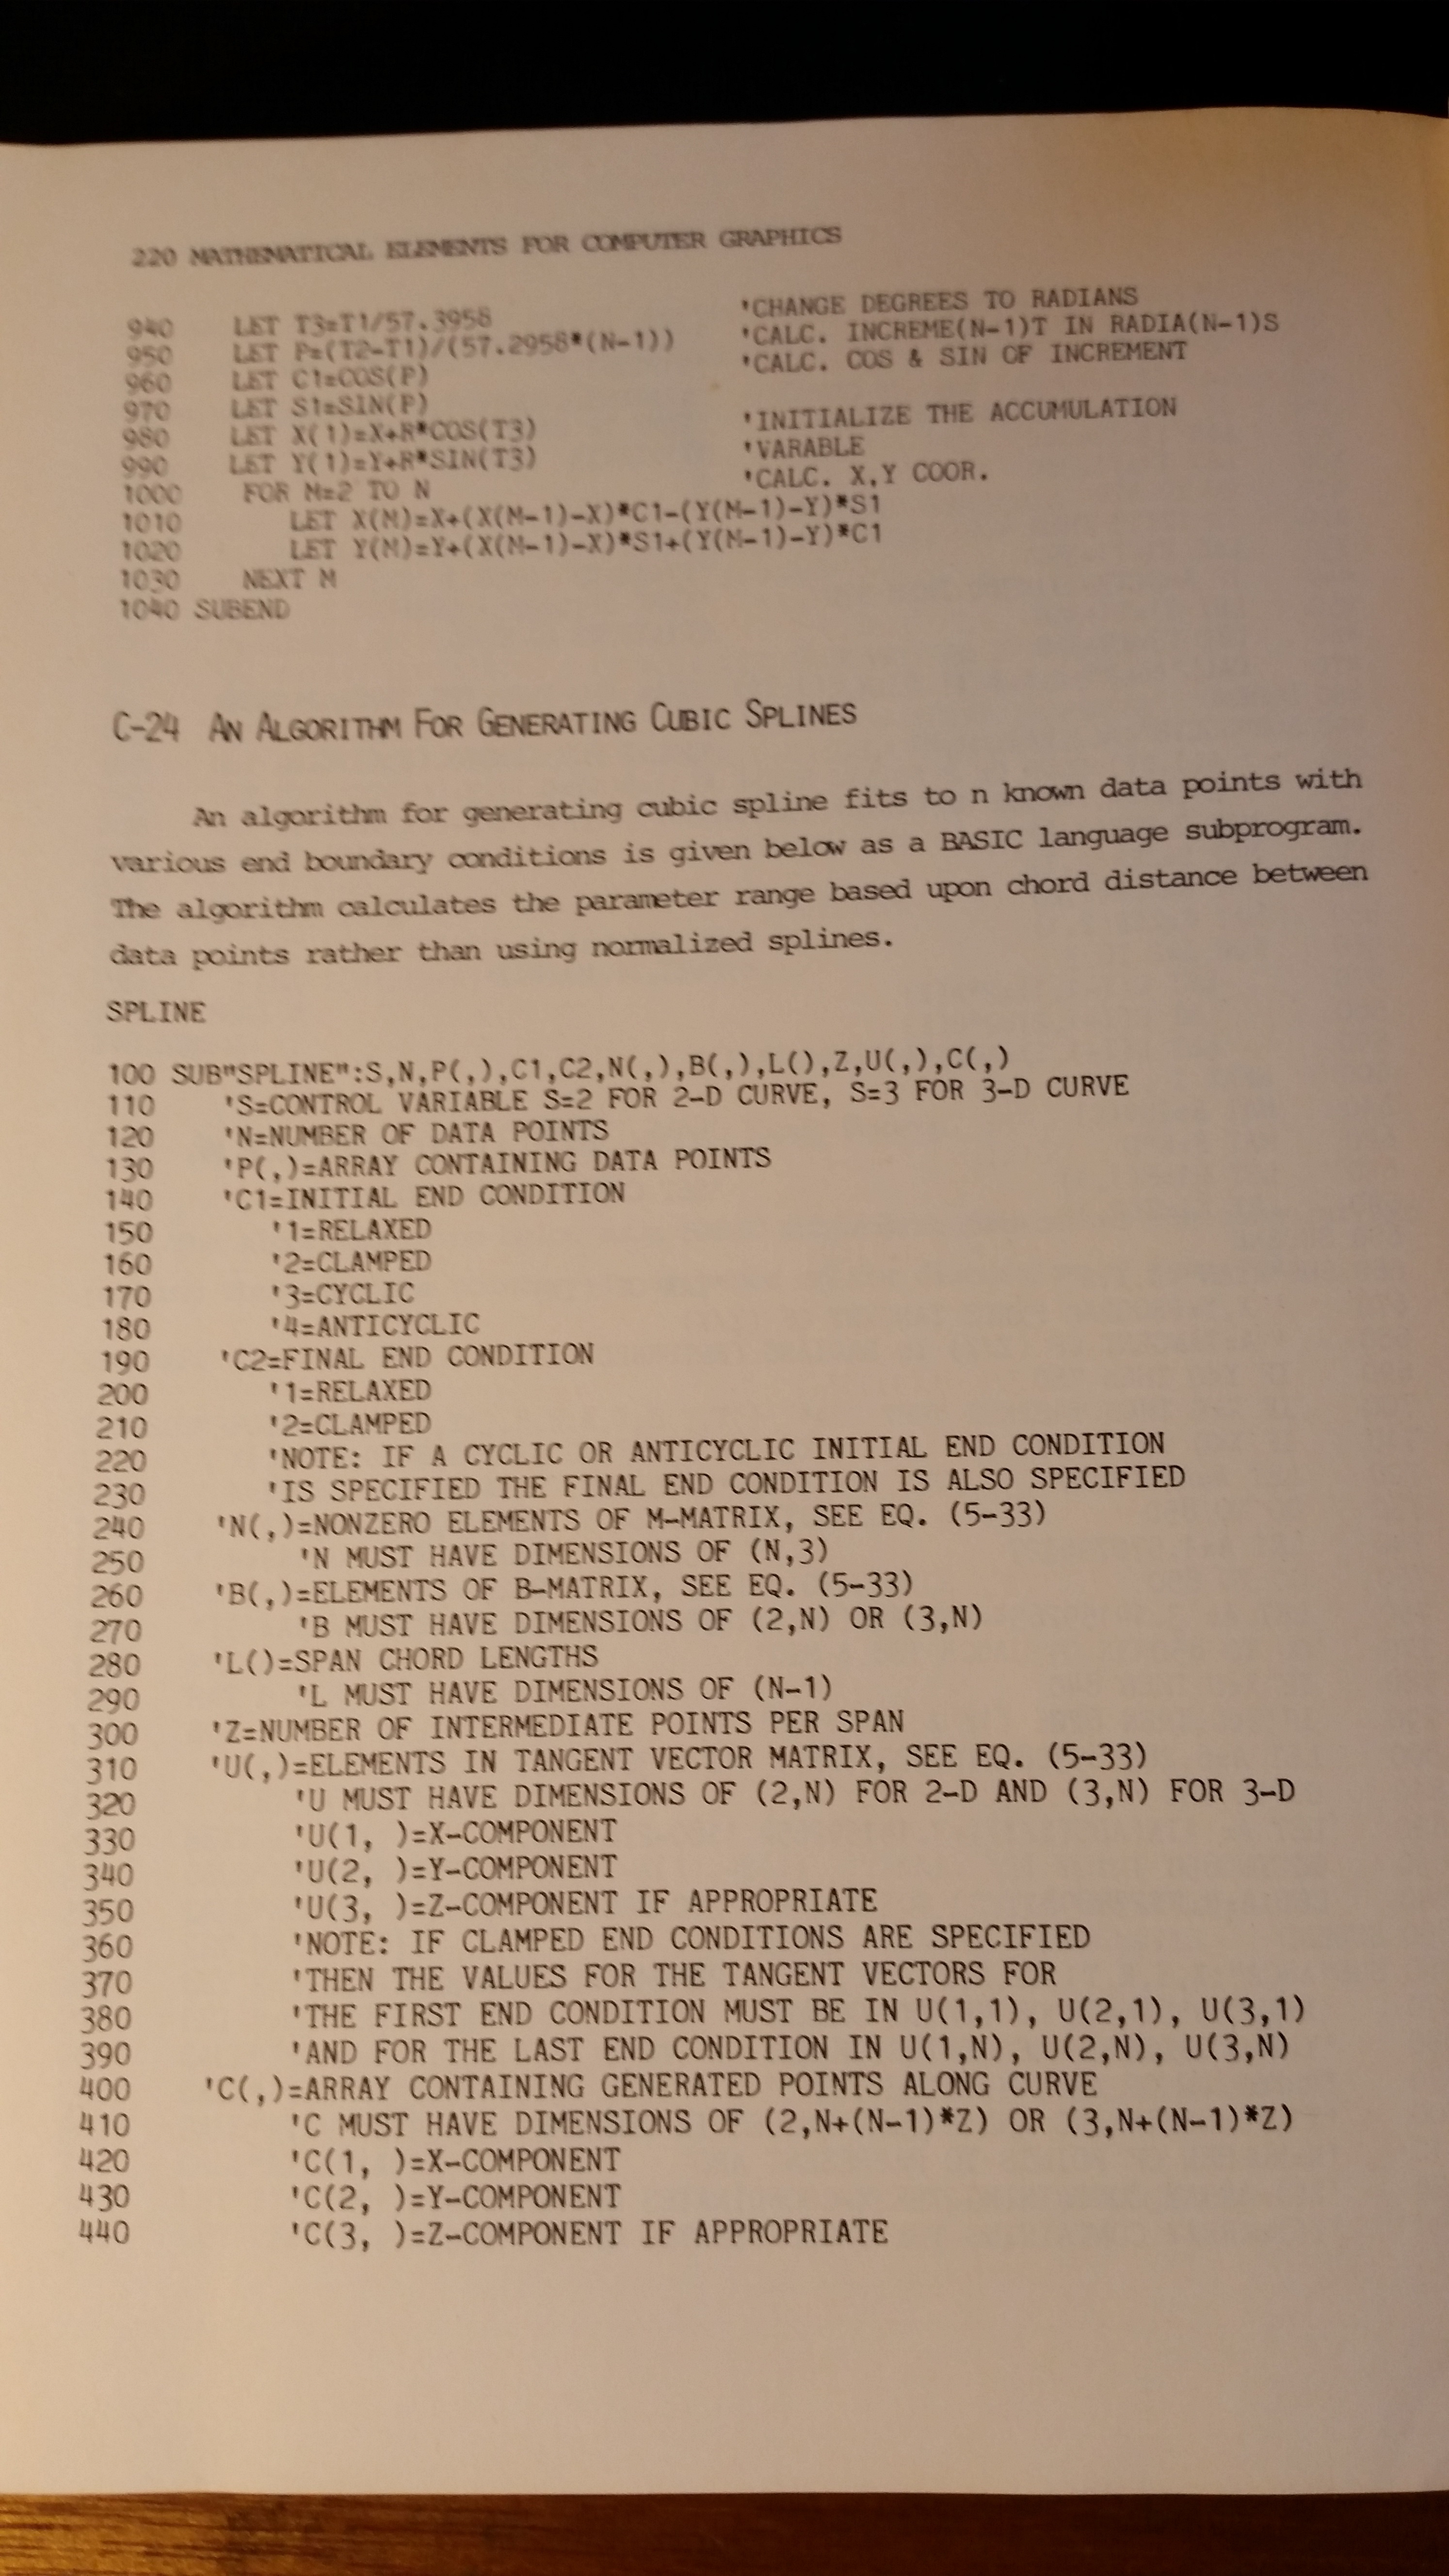 220 MATHEMATICAL ELEMENTS FOR COMPUTER GRAPHICS
940 LET T3=T1/57.3958 'CHANGE DEGREES TO RADIANS
950 LET P=(T2-T1)/(57.2958*(N-1)) 'CALC. INCREME(N-1)T IN RADIA(N-1)S
960 LET C1=COS(P) 'CALC. COS & SIN OF INCREMENT
970 LET S1=SIN(P)
980 LET X(1)=X+R*COS(T3) 'INITIALIZE THE ACCUMULATION
990 LET Y(1)=Y+R*SIN(T3) 'VARABLE
1000 FOR M=2 TO N 'CALC. X,Y COOR.
1010 LET X(M)=X+(X(M-1)-X)*C1-(Y(M-1)-Y)*S1
1020 LET Y(M)=Y+(X(M-1)-X)*S1+(Y(M-1)-Y)*C1
1030 NEXT M
1040 SUBEND
C-24 AN ALGORITHM FOR GENERATING CUBIC SPLINES
An algorithm for generating cubic spline fits to n known data points with
various end boundary conditions is given below as a BASIC language subprogram.
The algorithm calculates the parameter range based upon chord distance between
data points rather than using normalized splines.
SPLINE
100 SUB"SPLINE":S,N,P(,),C1,C2,N(,),B(,),L(),Z,U(,),C(,)
110 'S=CONTROL VARIABLE S=2 FOR 2-D CURVE, S=3 FOR 3-D CURVE
120 'N=NUMBER OF DATA POINTS
130 'P(,)=ARRAY CONTAINING DATA POINTS
140 'C1=INITIAL END CONDITION
150 '1=RELAXED
160 '2=CLAMPED
170 '3=CYCLIC
180 '4=ANTICYCLIC
190 'C2=FINAL END CONDITION
200 '1=RELAXED
210 '2=CLAMPED
220 'NOTE: IF A CYCLIC OR ANTICYCLIC INITIAL END CONDITION
230 'IS SPECIFIED THE FINAL END CONDITION IS ALSO SPECIFIED
240 'N(,)=NONZERO ELEMENTS OF M-MATRIX, SEE EQ. (5-33)
250 'N MUST HAVE DIMENSIONS OF (N,3)
260 'B(,)=ELEMENTS OF B-MATRIX, SEE EQ. (5-33)
270 'B MUST HAVE DIMENSIONS OF (2,N) OR (3,N)
280 'L()=SPAN CHORD LENGTHS
290 'L MUST HAVE DIMENSIONS OF (N-1)
300 'Z=NUMBER OF INTERMEDIATE POINTS PER SPAN
310 'U(,)=ELEMENTS IN TANGENT VECTOR MATRIX, SEE EQ. (5-33)
320 'U MUST HAVE DIMENSIONS OF (2,N) FOR 2-D AND (3,N) FOR 3-D
330 'U(1, )=X-COMPONENT
340 'U(2, )=Y-COMPONENT
350 'U(3, )=Z-COMPONENT IF APPROPRIATE
360 'NOTE: IF CLAMPED END CONDITIONS ARE SPECIFIED
370 'THEN THE VALUES FOR THE TANGENT VECTORS FOR
380 'THE FIRST END CONDITION MUST BE IN U(1,1), U(2,1), U(3,1)
390 'AND FOR THE LAST END CONDITION IN U(1,N), U(2,N), U(3,N)
400 'C(,)=ARRAY CONTAINING GENERATED POINTS ALONG CURVE
410 'C MUST HAVE DIMENSIONS OF (2,N+(N-1)*Z) OR (3,N+(N-1)*Z)
420 'C(1, )=X-COMPONENT
430 'C(2, )=Y-COMPONENT
440 'C(3, )=Z-COMPONENT IF APPROPRIATE